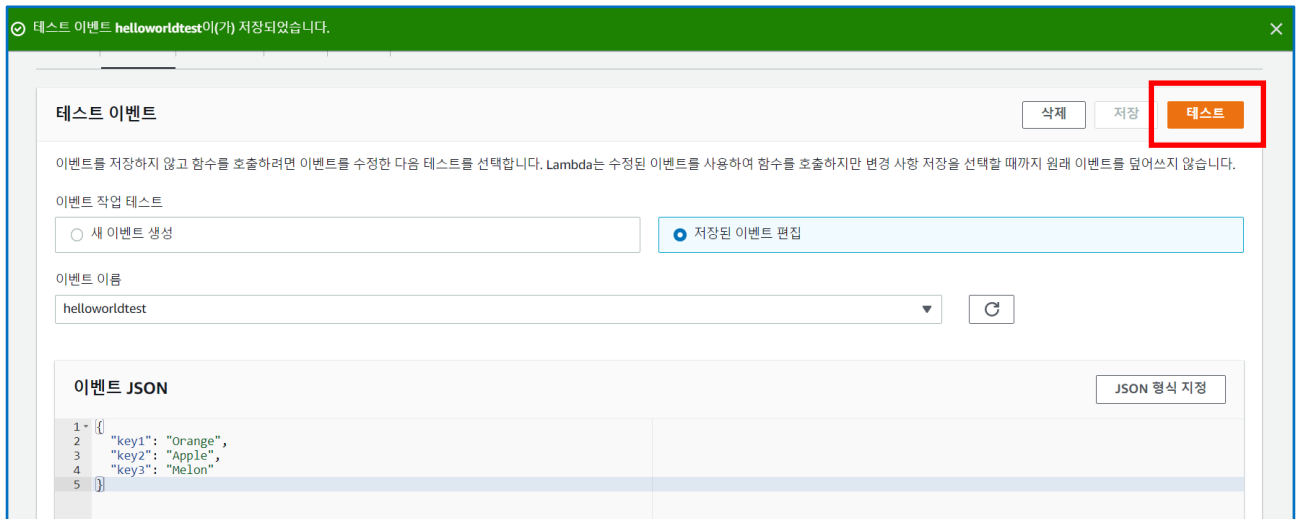 테스트 이벤트 helloworldtest이(가) 저장되었습니다.
테스트 이벤트
삭제
저장
테스트
이벤트를 저장하지 않고 함수를 호출하려면 이벤트를 수정한 다음 테스트를 선택합니다. Lambda는 수정된 이벤트를 사용하여 함수를 호출하지만 변경 사항 저장을 선택할 때까지 원래 이벤트를 덮어쓰지 않습니다.
이벤트 작업 테스트
새 이벤트 생성
저장된 이벤트 편집
이벤트 이름
helloworldtest
이벤트 JSON
JSON 형식 지정
1 {
2 "key1": "Orange",
3 "key2": "Apple",
4 "key3": "Melon"
5 }